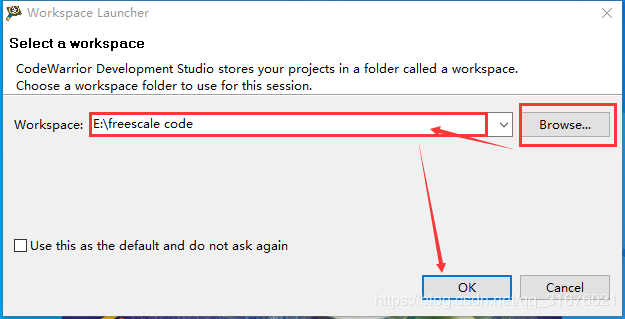 Workspace Launcher
Select a workspace
CodeWarrior Development Studio stores your projects in a folder called a workspace.
Choose a workspace folder to use for this session.
Workspace: E:\freescale code Browse...
Use this as the default and do not ask again
OK Cancel
https://blog.csdn.net/qq_31676021